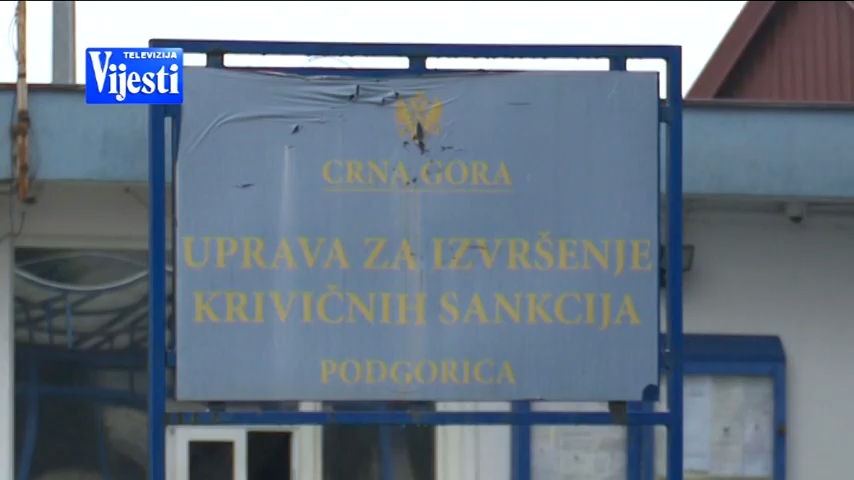 TELEVIZIJA
Vijesti
CRNA GORA
UPRAVA ZA IZVRŠENJE
KRIVIČNIH SANKCIJA
PODGORICA